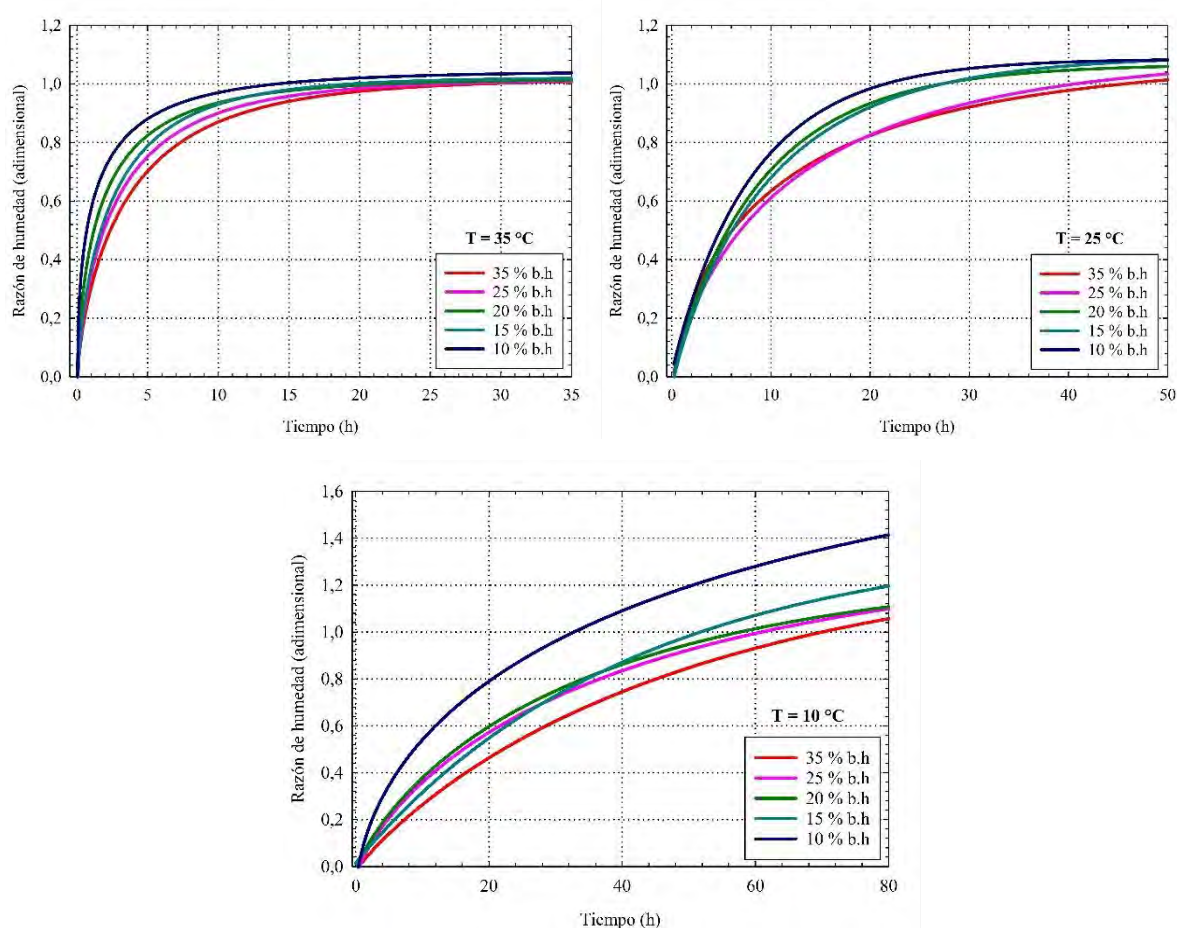 1,2
1,0
0,8
0,6
0,4
0,2
0,0
Razón de humedad (adimensional)
T = 35 °C
35 % b.h
25 % b.h
20 % b.h
15 % b.h
10 % b.h
0 5 10 15 20 25 30 35
Tiempo (h)
1,2
1,0
0,8
0,6
0,4
0,2
0,0
Razón de humedad (adimensional)
T = 25 °C
35 % b.h
25 % b.h
20 % b.h
15 % b.h
10 % b.h
0 10 20 30 40 50
Tiempo (h)
1,6
1,4
1,2
1,0
0,8
0,6
0,4
0,2
0,0
Razón de humedad (adimensional)
T = 10 °C
35 % b.h
25 % b.h
20 % b.h
15 % b.h
10 % b.h
0 20 40 60 80
Tiempo (h)